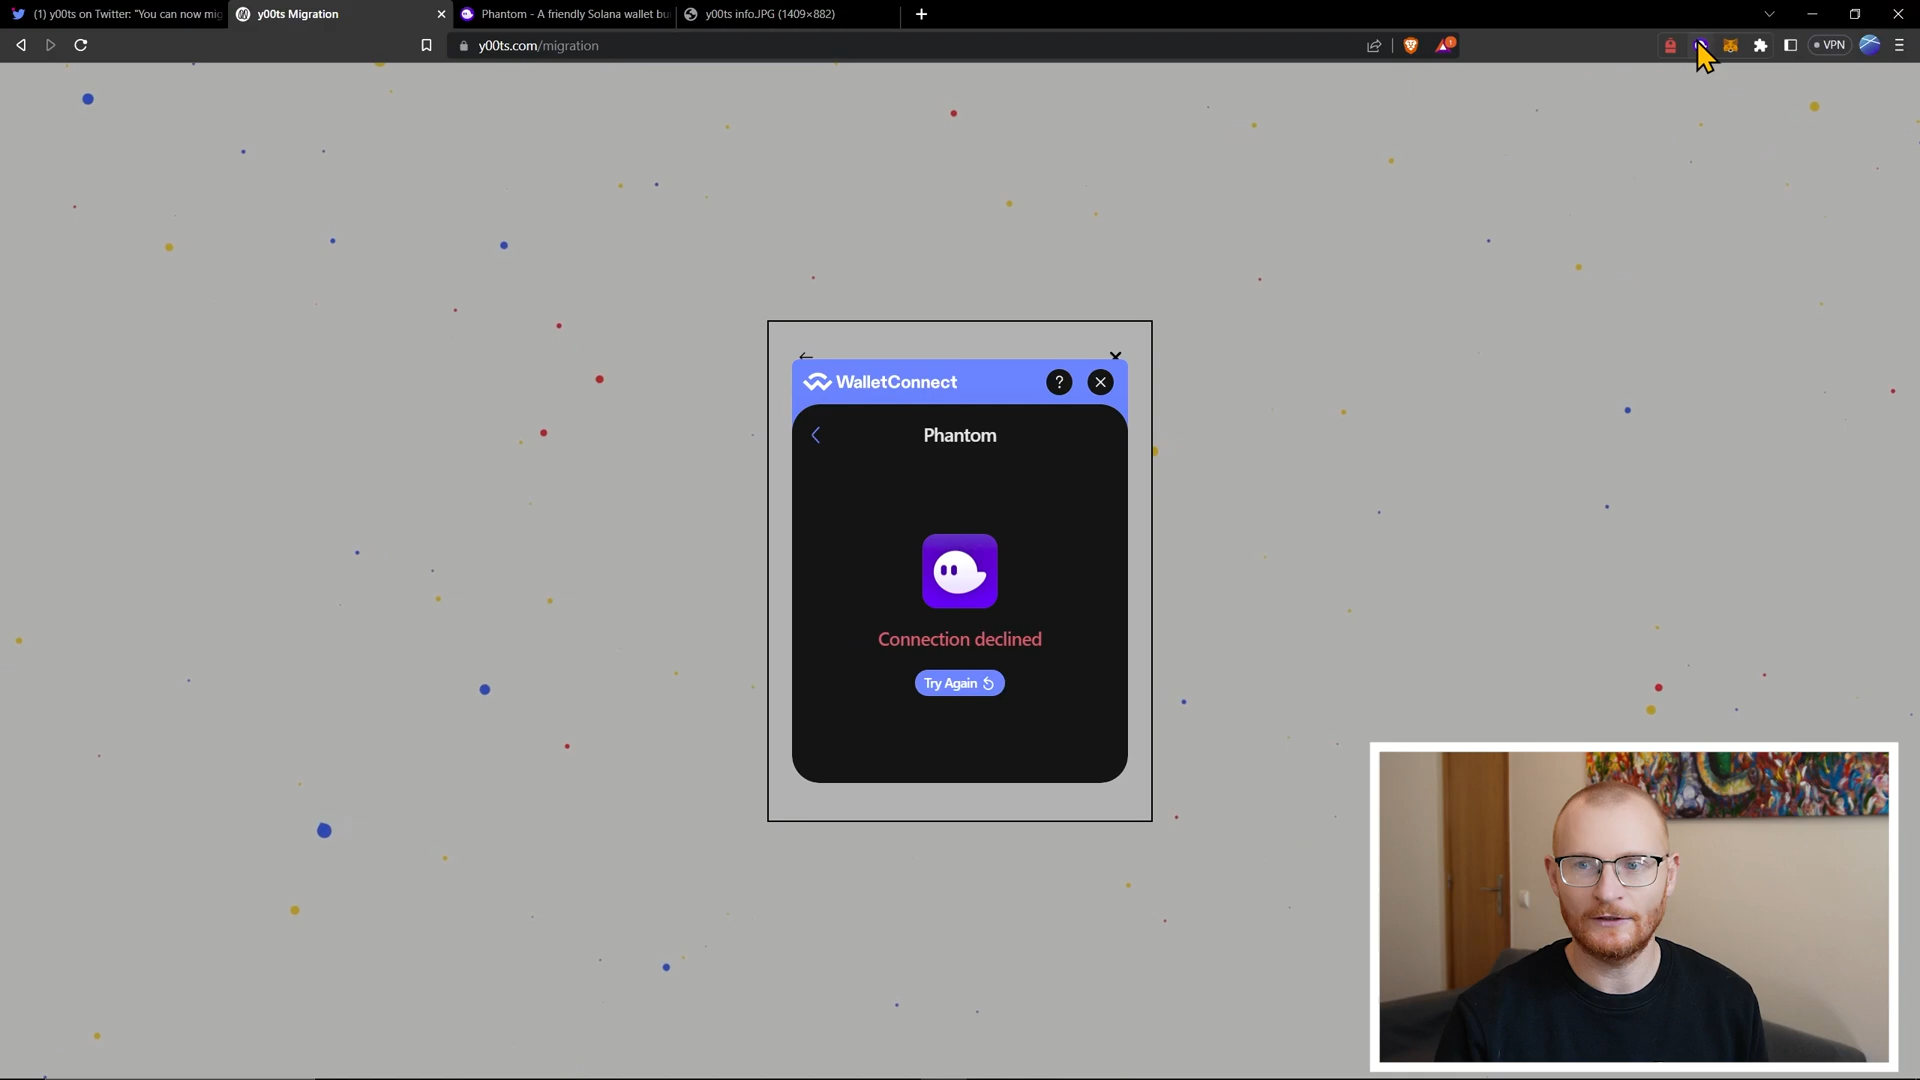 (1) y00ts on Twitter: "You can now mig
y00ts Migration
Phantom - A friendly Solana wallet bu
y00ts info.JPG (1409×882)
y00ts.com/migration
1
VPN
WalletConnect
?
Phantom
Connection declined
Try Again